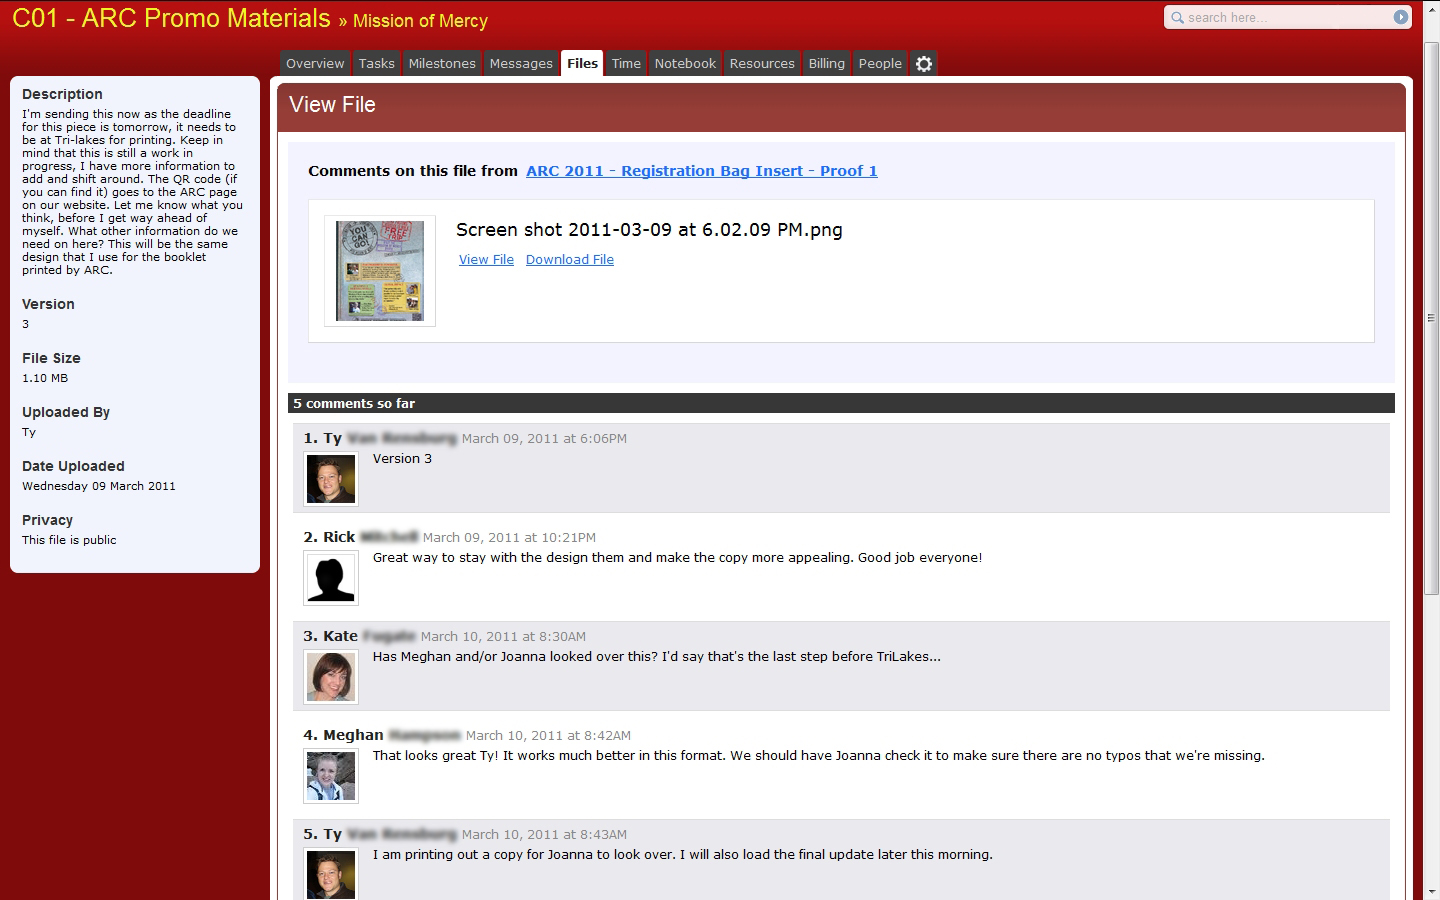 C01 - ARC Promo Materials » Mission of Mercy
search here...
Overview Tasks Milestones Messages Files Time Notebook Resources Billing People
Description
I'm sending this now as the deadline
for this piece is tomorrow, it needs to
be at Tri-lakes for printing. Keep in
mind that this is still a work in
progress, I have more information to
add and shift around. The QR code (if
you can find it) goes to the ARC page
on our website. Let me know what you
think, before I get way ahead of
myself. What other information do we
need on here? This will be the same
design that I use for the booklet
printed by ARC.
Version
3
File Size
1.10 MB
Uploaded By
Ty
Date Uploaded
Wednesday 09 March 2011
Privacy
This file is public
View File
Comments on this file from ARC 2011 - Registration Bag Insert - Proof 1
YOU
CAN GO!
FREE
Screen shot 2011-03-09 at 6.02.09 PM.png
View File Download File
5 comments so far
1. Ty March 09, 2011 at 6:06PM
Version 3
2. Rick March 09, 2011 at 10:21PM
Great way to stay with the design them and make the copy more appealing. Good job everyone!
3. Kate March 10, 2011 at 8:30AM
Has Meghan and/or Joanna looked over this? I'd say that's the last step before TriLakes...
4. Meghan March 10, 2011 at 8:42AM
That looks great Ty! It works much better in this format. We should have Joanna check it to make sure there are no typos that we're missing.
5. Ty March 10, 2011 at 8:43AM
I am printing out a copy for Joanna to look over. I will also load the final update later this morning.